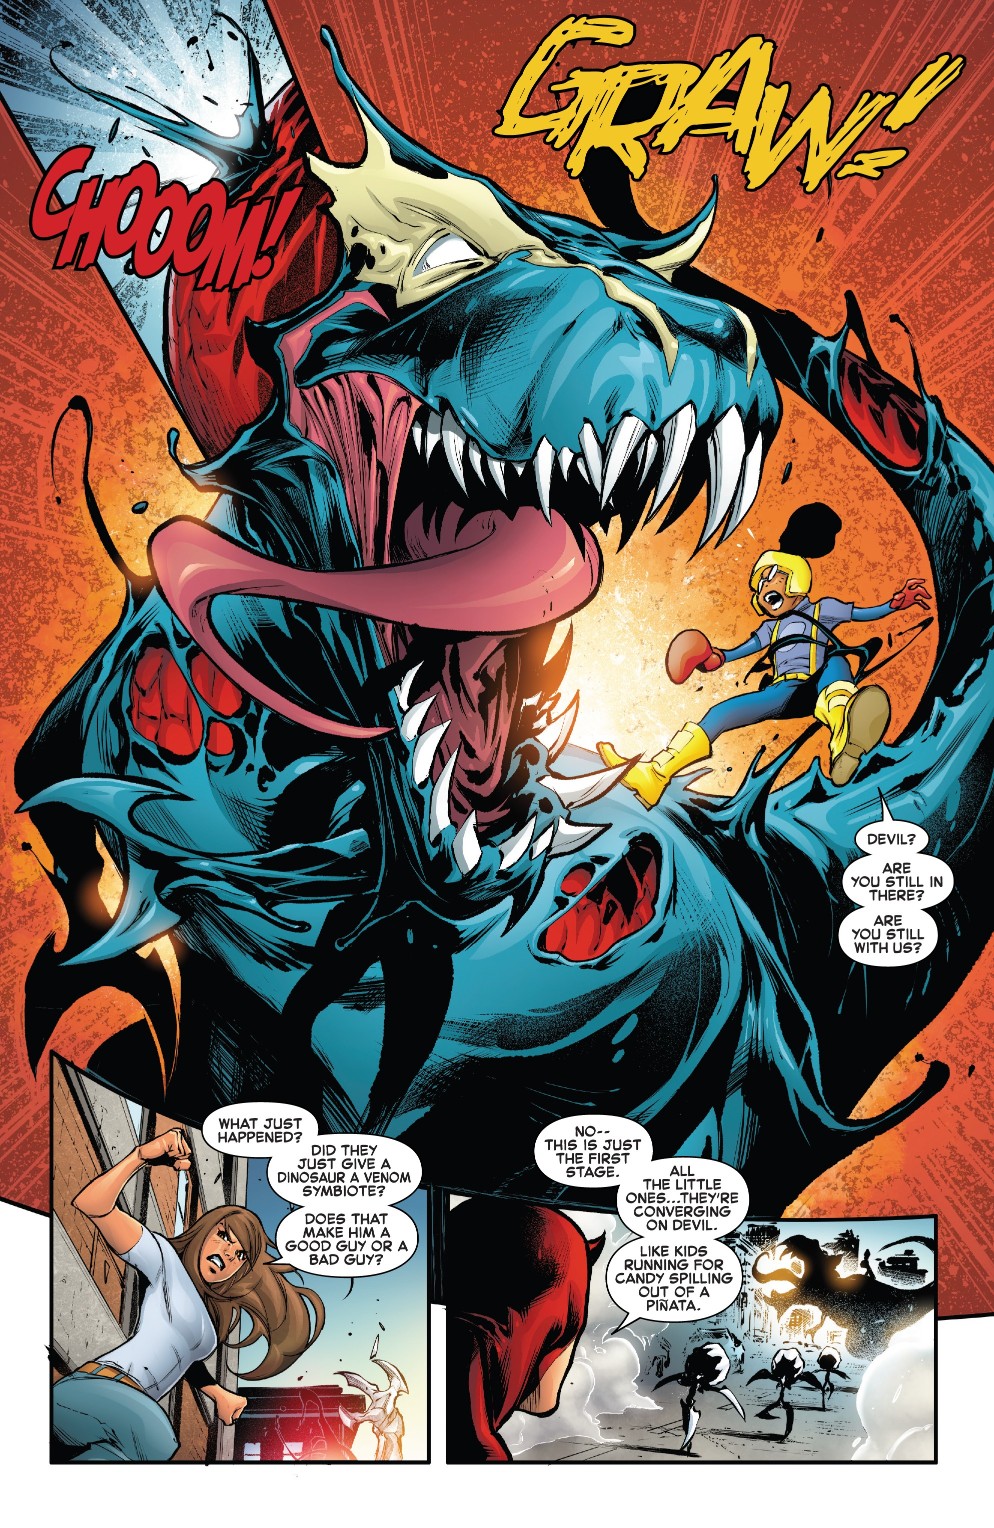 CHOOOM!
GRAW!
DEVIL?
ARE
YOU STILL IN
THERE?
ARE
YOU STILL
WITH US?
WHAT JUST
HAPPENED?
DID THEY
JUST GIVE A
DINOSAUR A VENOM
SYMBIOTE?
DOES THAT
MAKE HIM A
GOOD GUY OR A
BAD GUY?
NO--
THIS IS JUST
THE FIRST
STAGE.
ALL
THE LITTLE
ONES...THEY'RE
CONVERGING
ON DEVIL.
LIKE KIDS
RUNNING FOR
CANDY SPILLING
OUT OF A
PIÑATA.